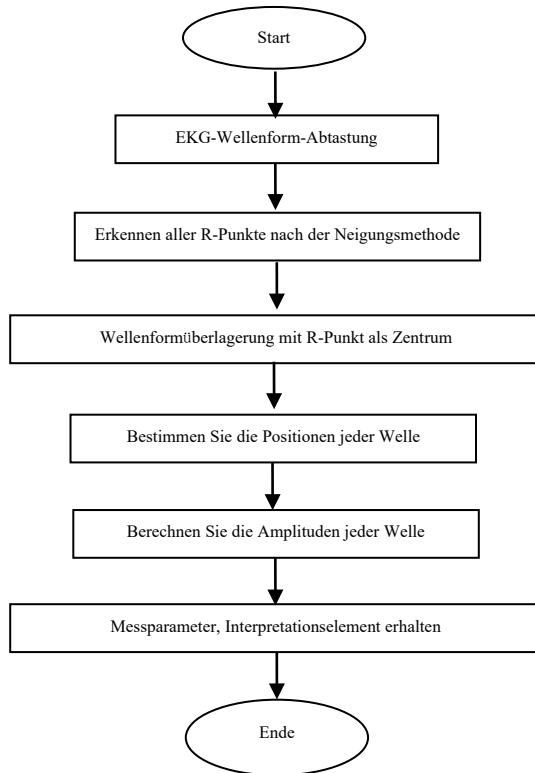 Start
EKG-Wellenform-Abtastung
Erkennen aller R-Punkte nach der Neigungsmethode
Wellenformüberlagerung mit R-Punkt als Zentrum
Bestimmen Sie die Positionen jeder Welle
Berechnen Sie die Amplituden jeder Welle
Messparameter, Interpretationselement erhalten
Ende